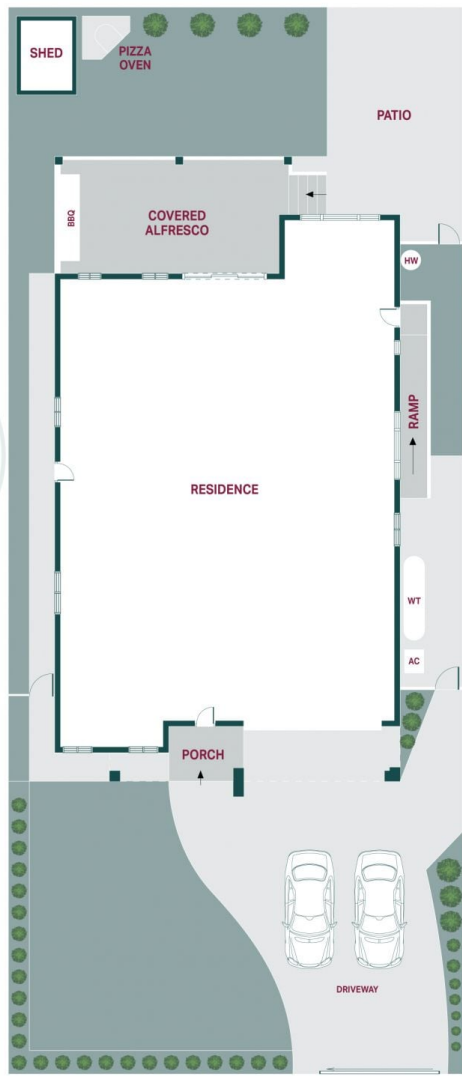 SHED
PIZZA
OVEN
PATIO
BBQ
COVERED
ALFRESCO
HW
RAMP
RESIDENCE
WT
AC
PORCH
DRIVEWAY